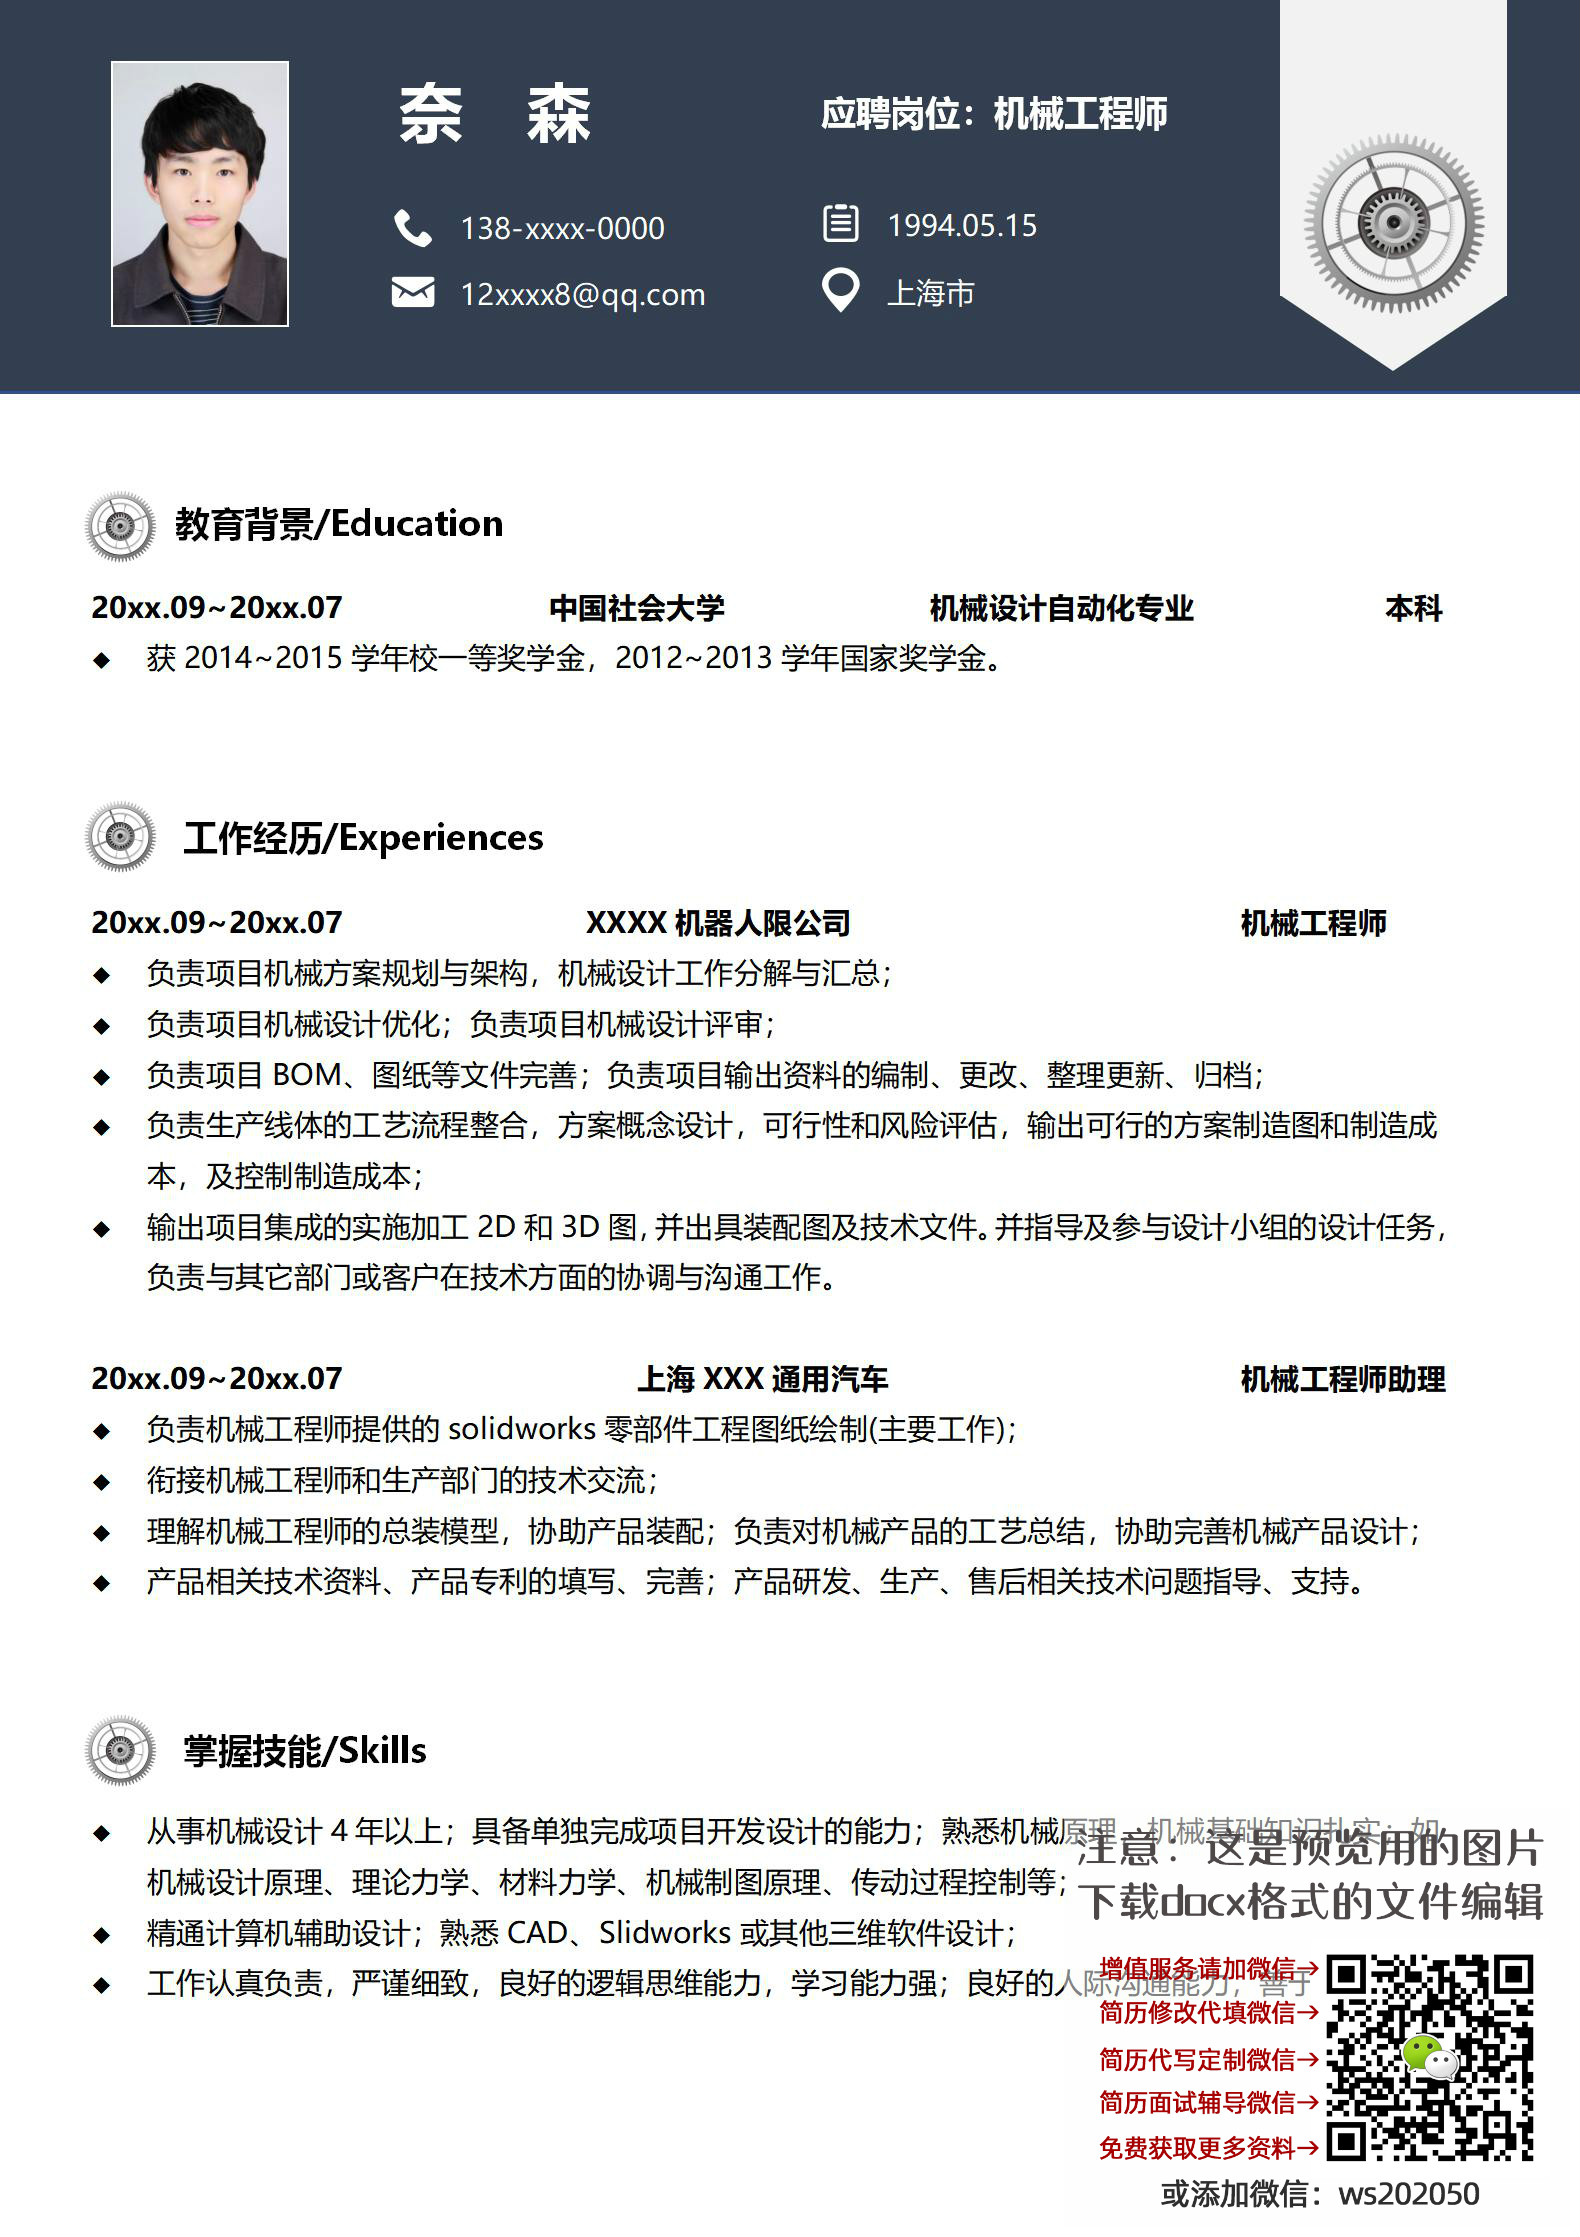 奈 森
应聘岗位：机械工程师
138-xxxx-0000
1994.05.15
12xxxx8@qq.com
上海市
教育背景/Education
20xx.09~20xx.07 中国社会大学 机械设计自动化专业 本科
◆ 获 2014~2015 学年校一等奖学金，2012~2013 学年国家奖学金。
工作经历/Experiences
20xx.09~20xx.07 XXXX 机器人限公司 机械工程师
◆ 负责项目机械方案规划与架构，机械设计工作分解与汇总；
◆ 负责项目机械设计优化；负责项目机械设计评审；
◆ 负责项目 BOM、图纸等文件完善；负责项目输出资料的编制、更改、整理更新、归档；
◆ 负责生产线体的工艺流程整合，方案概念设计，可行性和风险评估，输出可行的方案制造图和制造成
本，及控制制造成本；
◆ 输出项目集成的实施加工 2D 和 3D 图，并出具装配图及技术文件。并指导及参与设计小组的设计任务，
负责与其它部门或客户在技术方面的协调与沟通工作。
20xx.09~20xx.07 上海 XXX 通用汽车 机械工程师助理
◆ 负责机械工程师提供的 solidworks 零部件工程图纸绘制(主要工作)；
◆ 衔接机械工程师和生产部门的技术交流；
◆ 理解机械工程师的总装模型，协助产品装配；负责对机械产品的工艺总结，协助完善机械产品设计；
◆ 产品相关技术资料、产品专利的填写、完善；产品研发、生产、售后相关技术问题指导、支持。
掌握技能/Skills
◆ 从事机械设计 4 年以上；具备单独完成项目开发设计的能力；熟悉机械原理、机械基础知识扎实；如
机械设计原理、理论力学、材料力学、机械制图原理、传动过程控制等；
◆ 精通计算机辅助设计；熟悉 CAD、Slidworks 或其他三维软件设计；
◆ 工作认真负责，严谨细致，良好的逻辑思维能力，学习能力强；良好的人际沟通能力，善于
注意：这是预览用的图片
下载docx格式的文件编辑
增值服务请加微信→
简历修改代填微信→
简历代写定制微信→
简历面试辅导微信→
免费获取更多资料→
或添加微信：ws202050